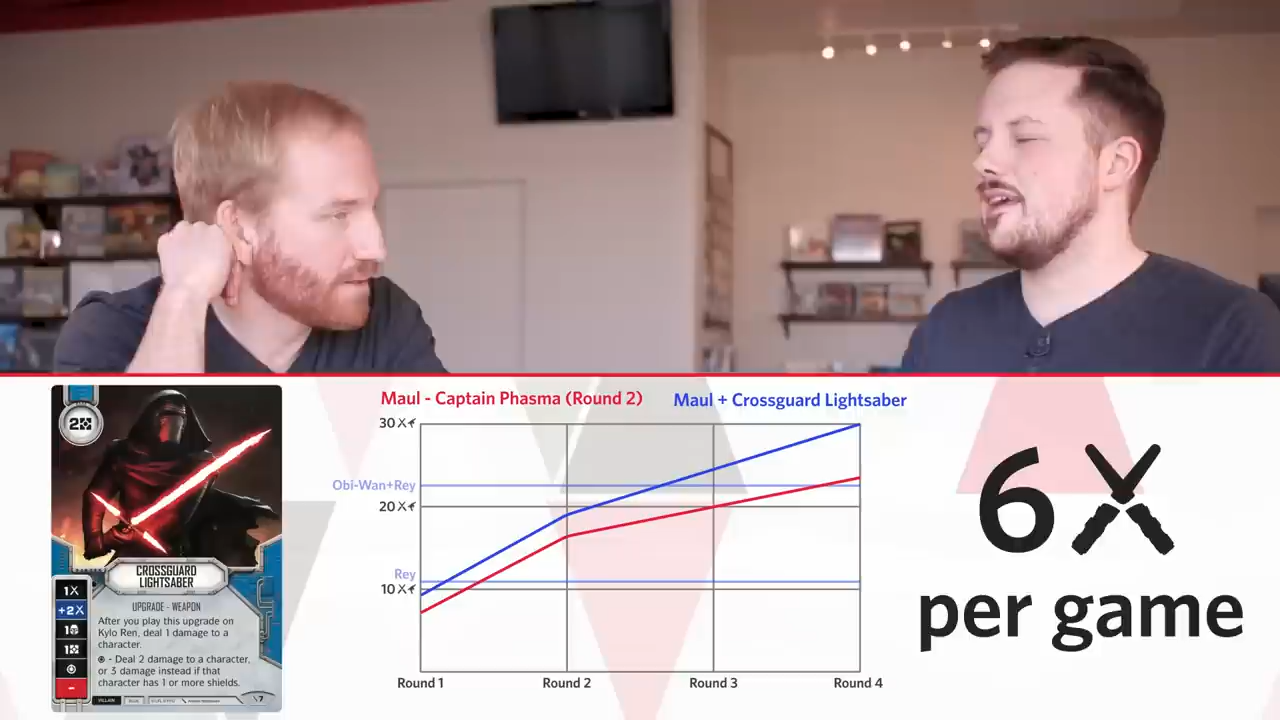 2
CROSSGUARD
LIGHTSABER
UPGRADE - WEAPON
After you play this upgrade on
Kylo Ren, deal 1 damage to a
character.
- Deal 2 damage to a character,
or 3 damage instead if that
character has 1 or more shields.
1
+2
1
1
-
VILLAIN
7
Maul - Captain Phasma (Round 2)
Maul + Crossguard Lightsaber
30
Obi-Wan+Rey
20
Rey
10
Round 1 Round 2 Round 3 Round 4
6
per game